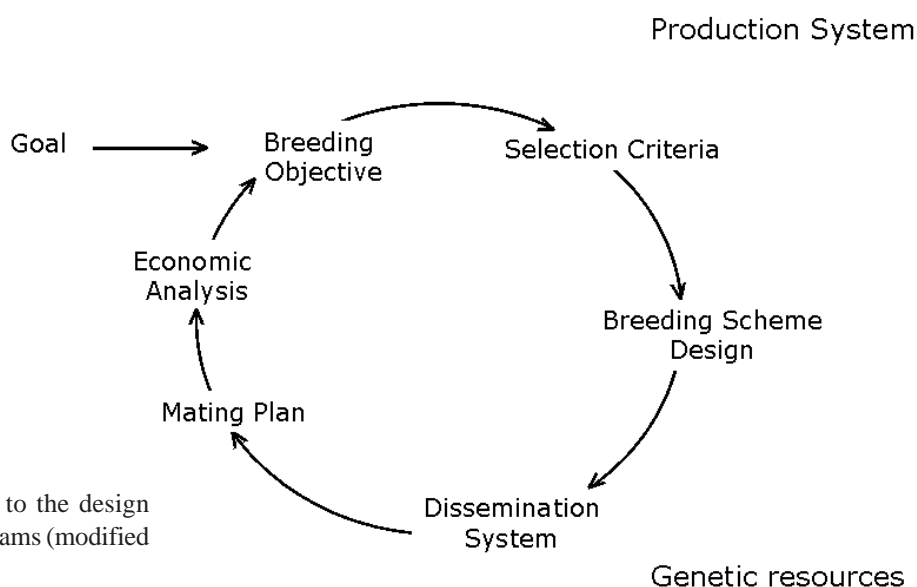 Production System
Goal
Breeding
Objective
Selection Criteria
Economic
Analysis
Breeding Scheme
Design
Mating Plan
Dissemination
System
to the design
(modified
Genetic resources